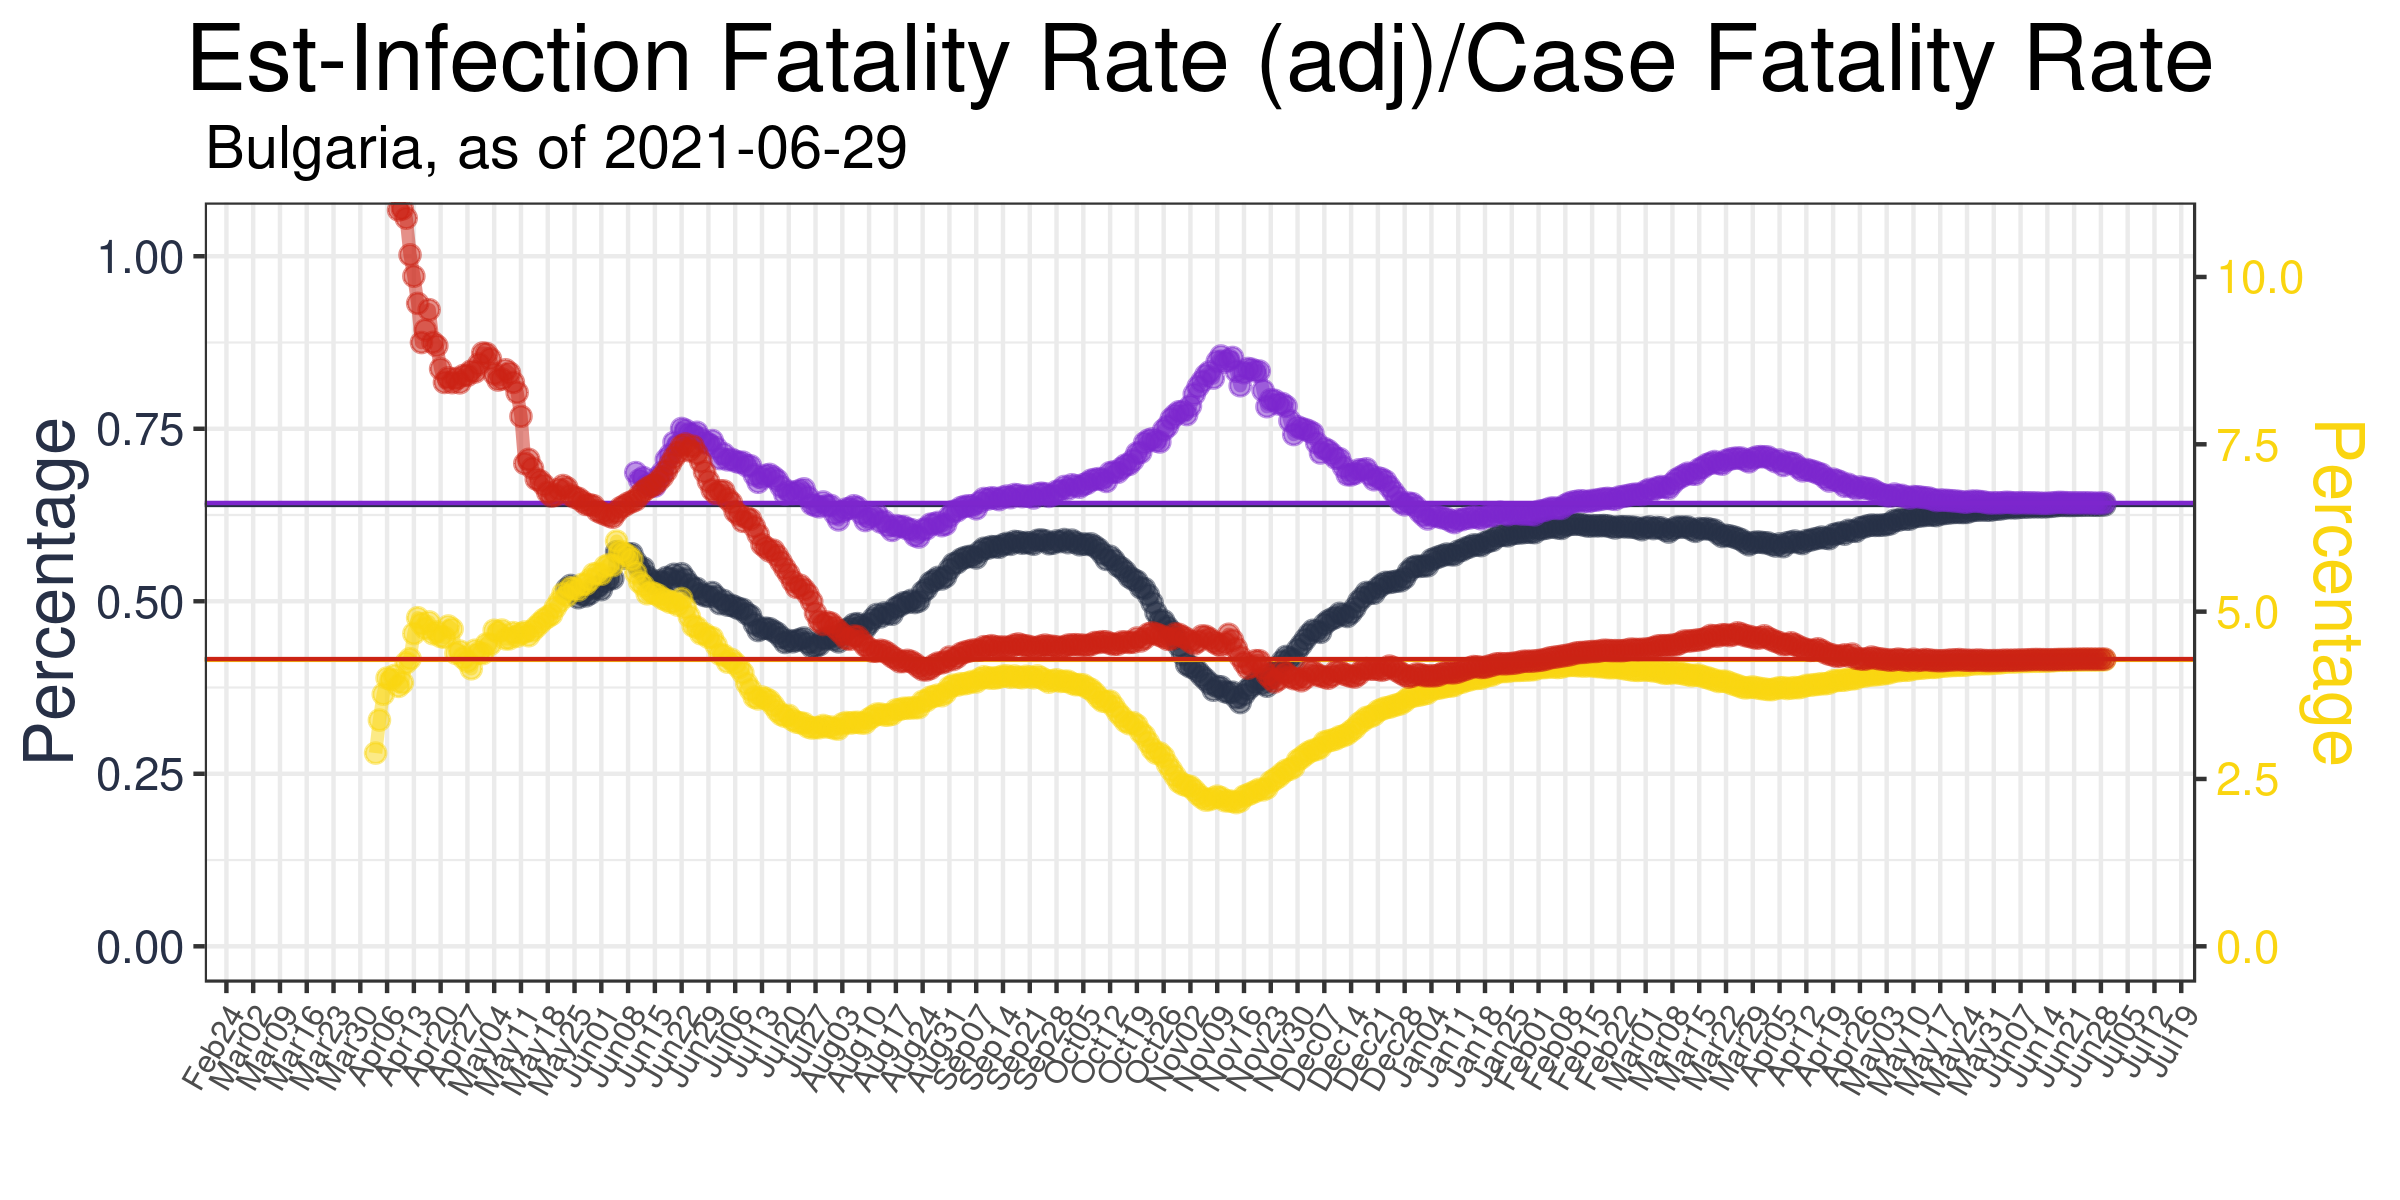 Est-Infection Fatality Rate (adj)/Case Fatality Rate
Bulgaria, as of 2021-06-29
Percentage
1.00
0.75
0.50
0.25
0.00
10.0
7.5
5.0
2.5
0.0
Percentage
Feb24
Mar02
Mar09
Mar16
Mar23
Mar30
Apr06
Apr13
Apr20
Apr27
May04
May11
May18
May25
Jun01
Jun08
Jun15
Jun22
Jun29
Jul06
Jul13
Jul20
Jul27
Aug03
Aug10
Aug17
Aug24
Aug31
Sep07
Sep14
Sep21
Sep28
Oct05
Oct12
Oct19
Oct26
Nov02
Nov09
Nov16
Nov23
Nov30
Dec07
Dec14
Dec21
Dec28
Jan04
Jan11
Jan18
Jan25
Feb01
Feb08
Feb15
Feb22
Mar01
Mar08
Mar15
Mar22
Mar29
Apr05
Apr12
Apr19
Apr26
May03
May10
May17
May24
May31
Jun07
Jun14
Jun21
Jun28
Jul05
Jul12
Jul19